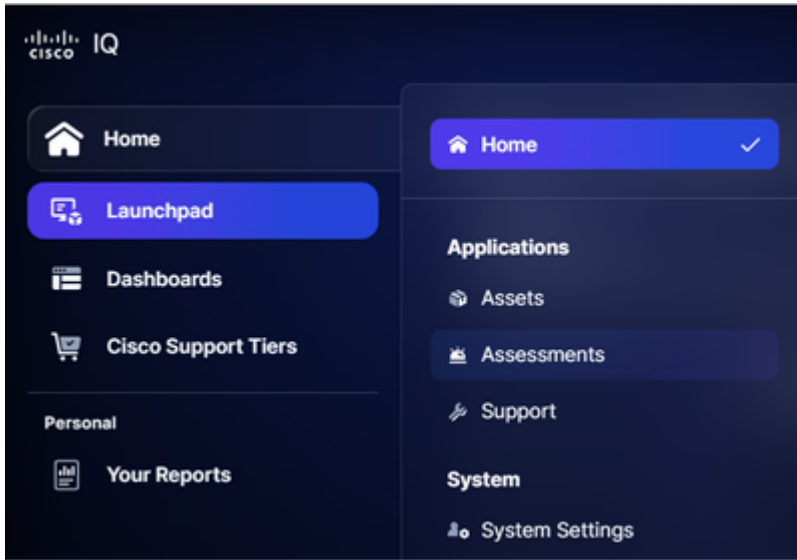 cisco IQ
Home
Launchpad
Dashboards
Cisco Support Tiers
Personal
Your Reports
Home
Applications
Assets
Assessments
Support
System
System Settings